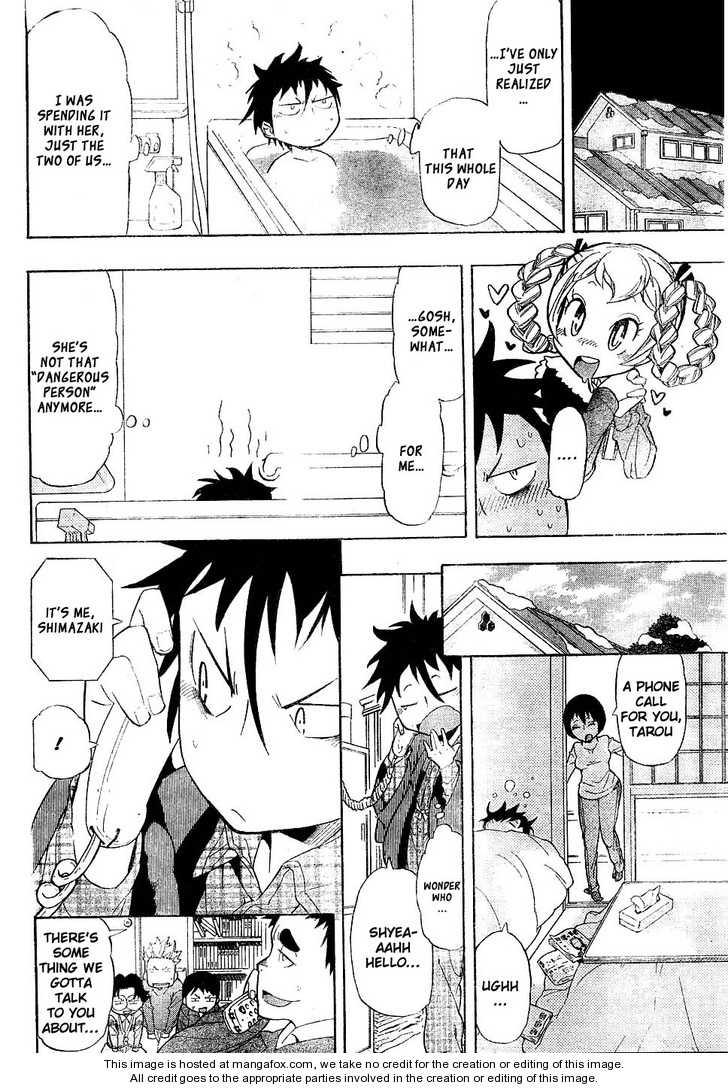 ...I'VE ONLY
JUST
REALIZED
...
THAT
THIS WHOLE
DAY
I WAS
SPENDING IT
WITH HER,
JUST THE
TWO OF US...
....
...GOSH,
SOME-
WHAT...
FOR
ME...
SHE'S
NOT THAT
"DANGEROUS
PERSON"
ANYMORE...
A PHONE
CALL
FOR YOU,
TAROU
UGHH
...
WONDER
WHO
...
SHYEA-
AAHH
HELLO...
IT'S ME,
SHIMAZAKI
!
THERE'S
SOME
THING WE
GOTTA
TALK
TO YOU
ABOUT...
This image is hosted at mangafox.com, we take no credit for the creation or editing of this image.
All credit goes to the appropriate parties involved in the creation or editing of this image.